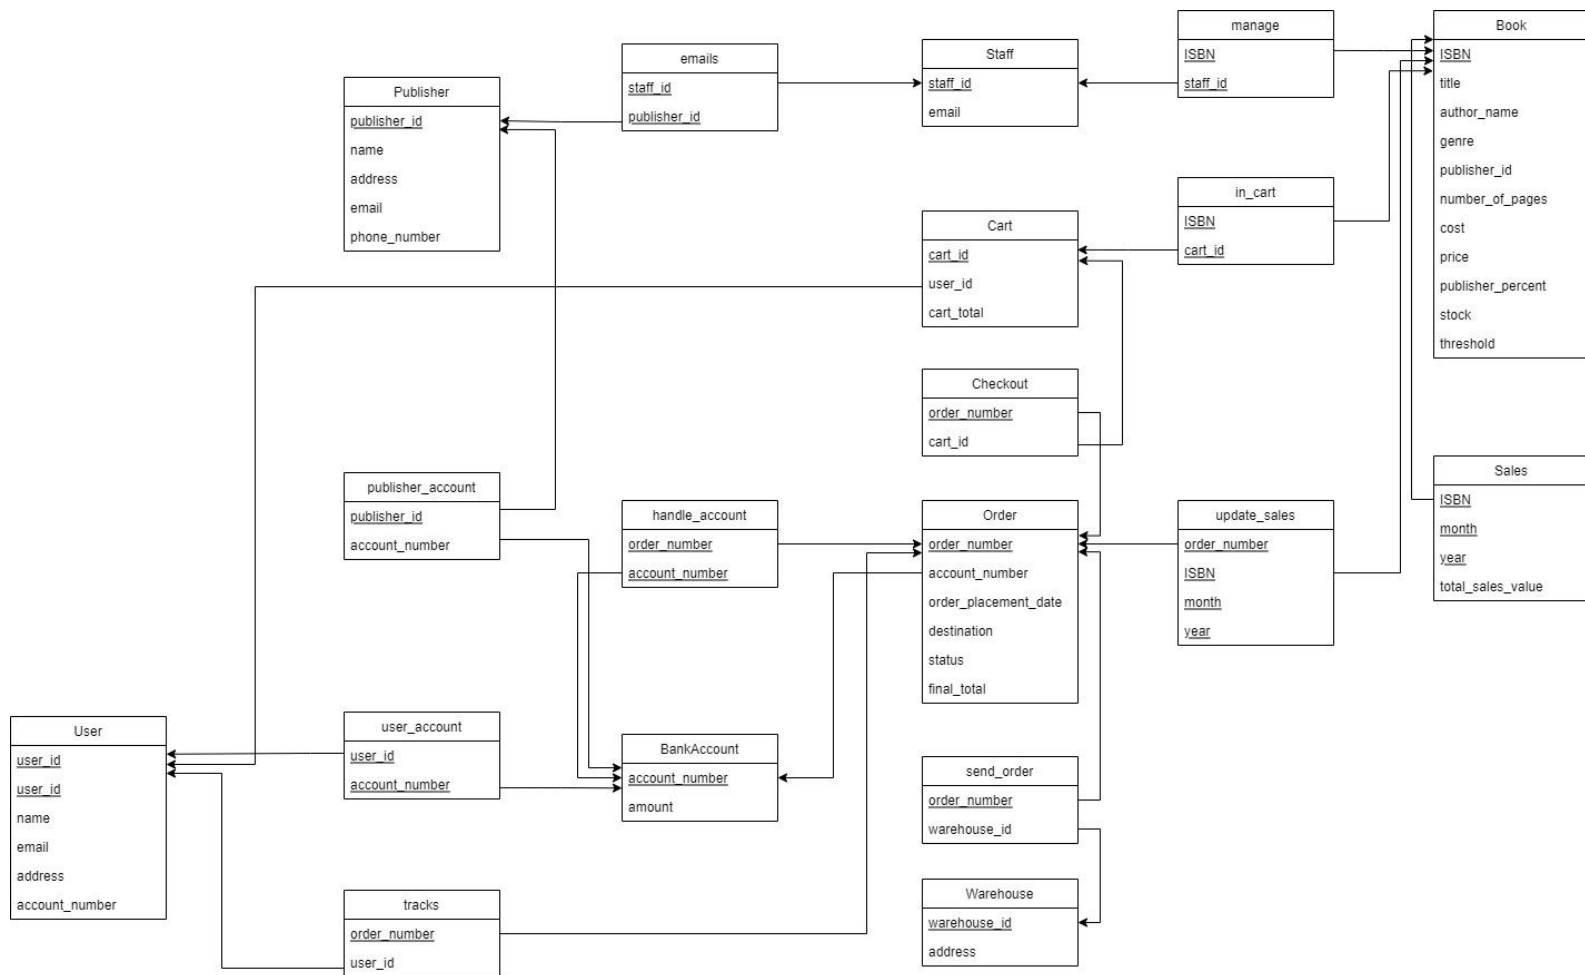 Publisher
publisher_id
name
address
email
phone_number
emails
staff_id
publisher_id
Staff
staff_id
email
manage
ISBN
staff_id
Book
ISBN
title
author_name
genre
publisher_id
number_of_pages
cost
price
publisher_percent
stock
threshold
in_cart
ISBN
cart_id
Cart
cart_id
user_id
cart_total
Checkout
order_number
cart_id
publisher_account
publisher_id
account_number
handle_account
order_number
account_number
Order
order_number
account_number
order_placement_date
destination
status
final_total
update_sales
order_number
ISBN
month
year
Sales
ISBN
month
year
total_sales_value
User
user_id
user_id
name
email
address
account_number
user_account
user_id
account_number
BankAccount
account_number
amount
send_order
order_number
warehouse_id
tracks
order_number
user_id
Warehouse
warehouse_id
address